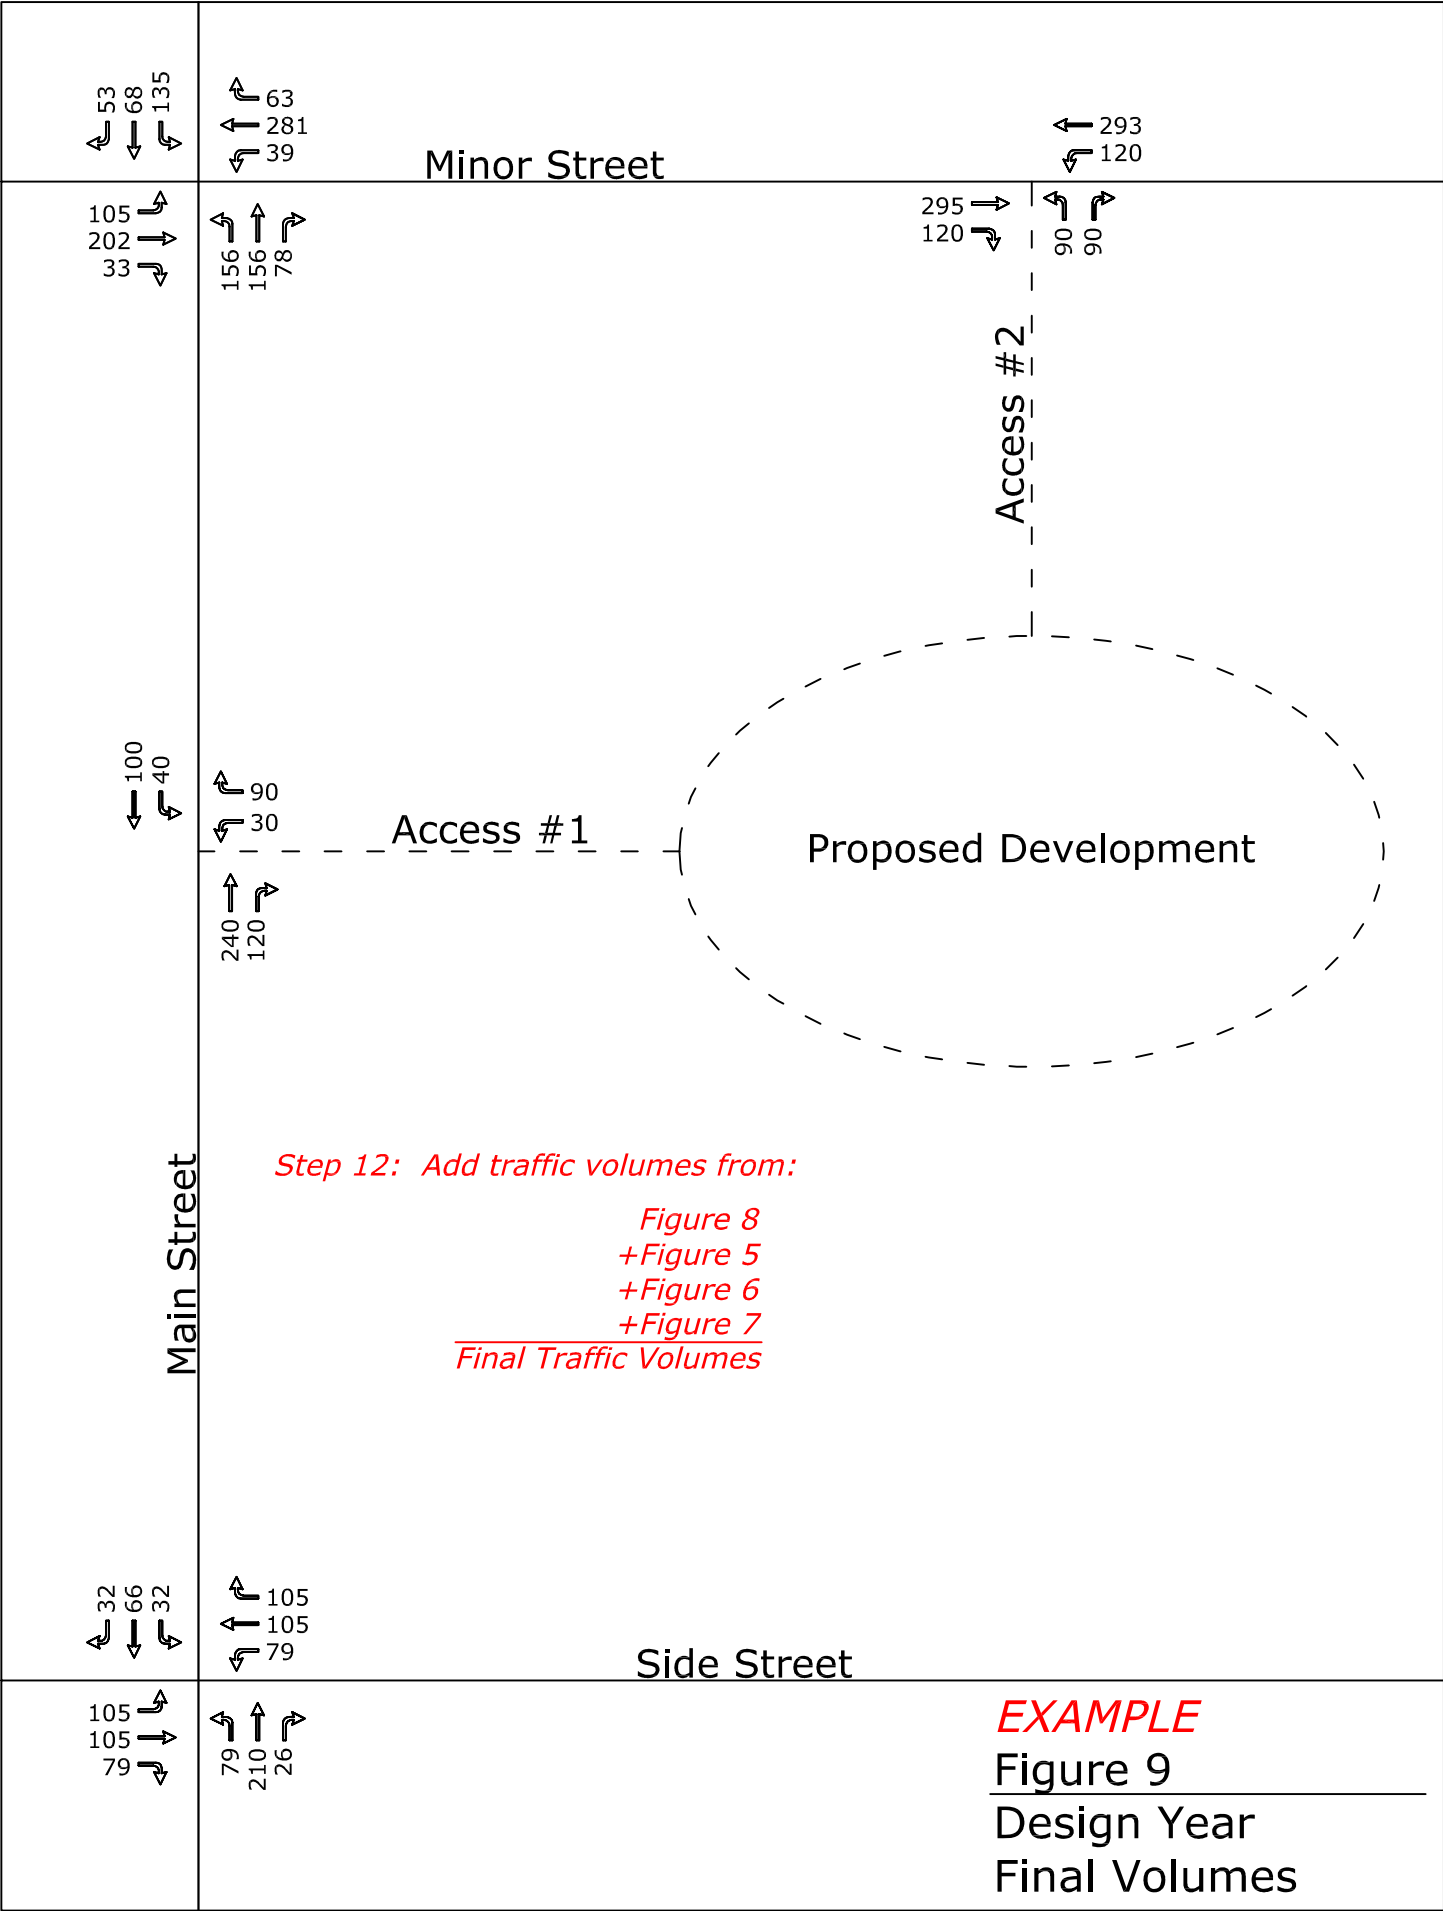 53
68
135
63
281
39
Minor Street
293
120
105
202
33
156
156
78
295
120
90
90
Access #2
100
40
90
30
Access #1
Proposed Development
240
120
Main Street
Step 12: Add traffic volumes from:
Figure 8
+Figure 5
+Figure 6
+Figure 7
Final Traffic Volumes
32
66
32
105
105
79
Side Street
105
105
79
79
210
26
EXAMPLE
Figure 9
Design Year
Final Volumes